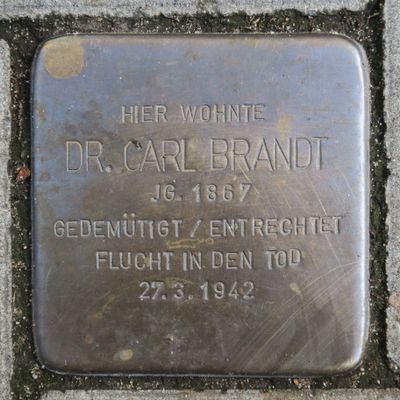 HIER WOHNTE
DR. CARL BRANDT
JG. 1867
GEDEMÜTIGT / ENTRECHTET
FLUCHT IN DEN TOD
27.3.1942